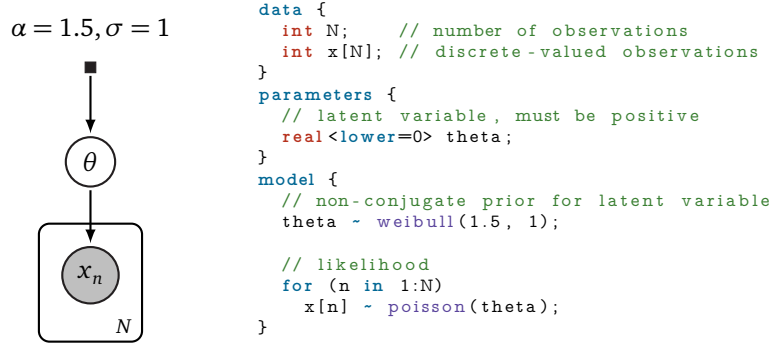 α = 1.5, σ = 1
θ
xₙ
N
data {
  int N;     // number of observations
  int x[N]; // discrete-valued observations
}
parameters {
  // latent variable, must be positive
  real<lower=0> theta;
}
model {
  // non-conjugate prior for latent variable
  theta ~ weibull(1.5, 1);

  // likelihood
  for (n in 1:N)
    x[n] ~ poisson(theta);
}